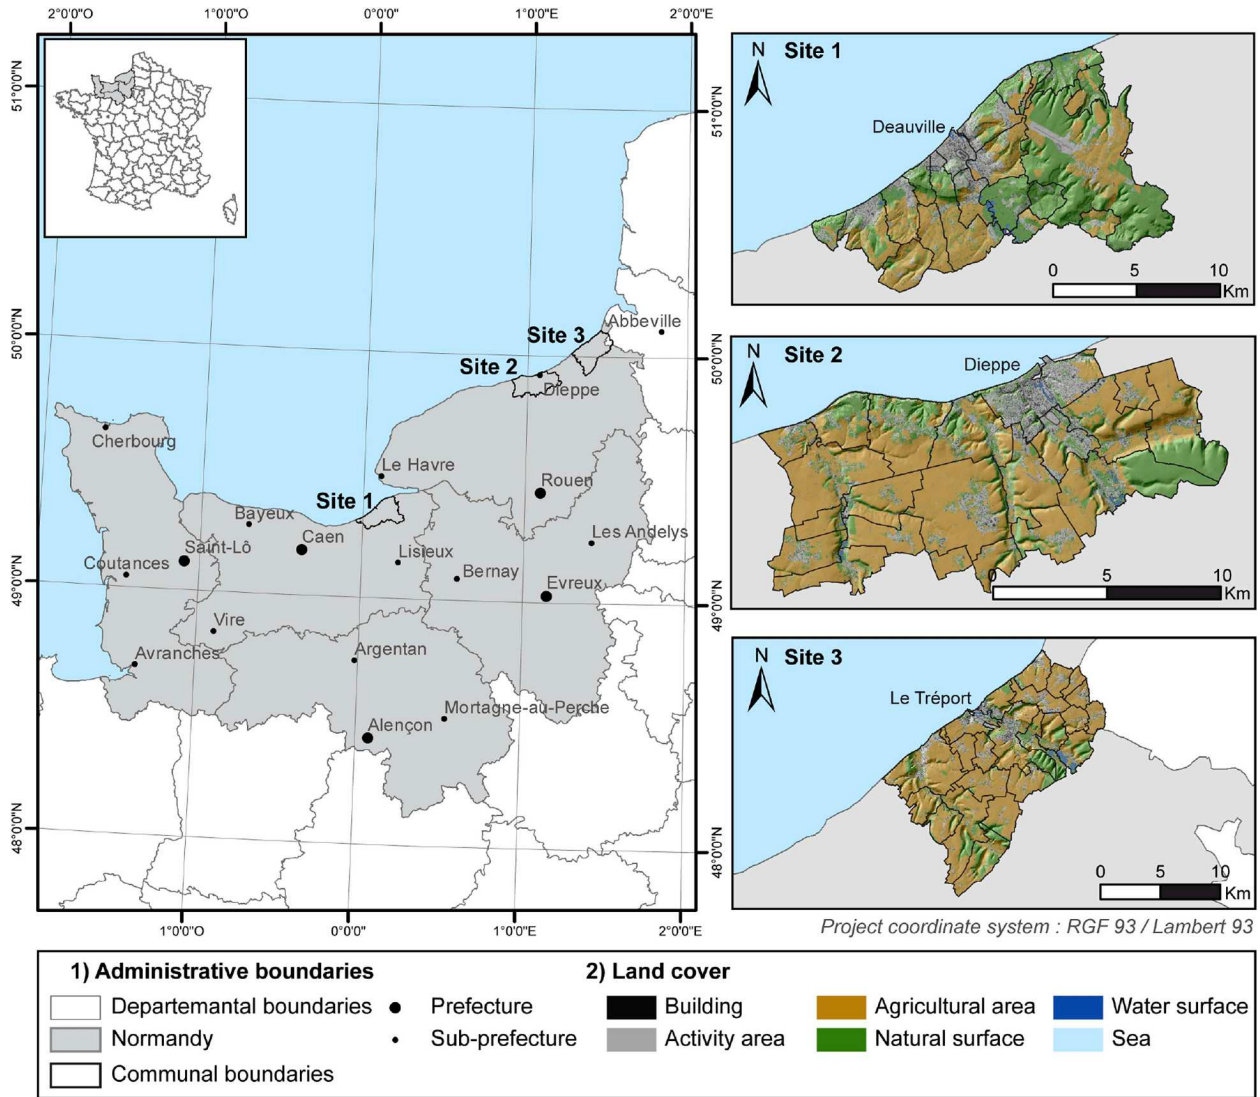 2°0'0"O 1°0'0"O 0°0'0" 1°0'0"E 2°0'0"E
51°0'0"N
51°0'0"N
50°0'0"N
50°0'0"N
49°0'0"N
49°0'0"N
48°0'0"N
48°0'0"N
Abbeville
Site 3
Site 2
Dieppe
Cherbourg
Le Havre
Rouen
Site 1
Bayeux
Caen
Les Andelys
Saint-Lô
Lisieux
Coutances
Bernay
Evreux
Vire
Avranches
Argentan
Mortagne-au-Perche
Alençon
1°0'0"O 0°0'0" 1°0'0"E 2°0'0"E
N Site 1
Deauville
0 5 10
Km
N Site 2
Dieppe
0 5 10
Km
N Site 3
Le Tréport
0 5 10
Km
Project coordinate system : RGF 93 / Lambert 93
1) Administrative boundaries
Departemantal boundaries
Normandy
Communal boundaries
Prefecture
Sub-prefecture
2) Land cover
Building
Activity area
Agricultural area
Natural surface
Water surface
Sea